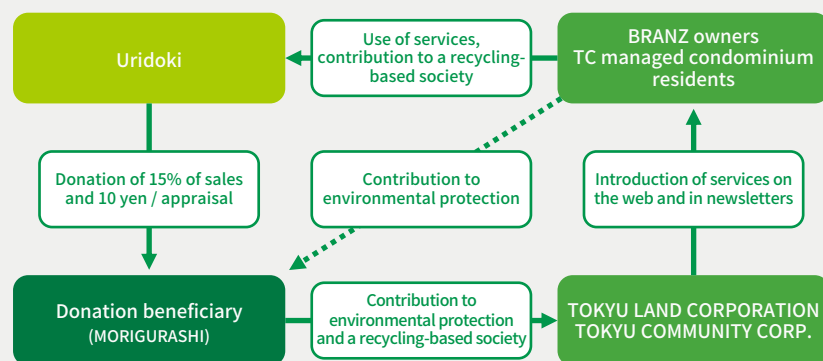 Uridoki
Use of services,
contribution to a recycling-
based society
BRANZ owners
TC managed condominium
residents
Donation of 15% of sales
and 10 yen / appraisal
Contribution to
environmental protection
Introduction of services on
the web and in newsletters
Donation beneficiary
(MORIGURASHI)
Contribution to
environmental protection
and a recycling-based society
TOKYU LAND CORPORATION
TOKYU COMMUNITY CORP.